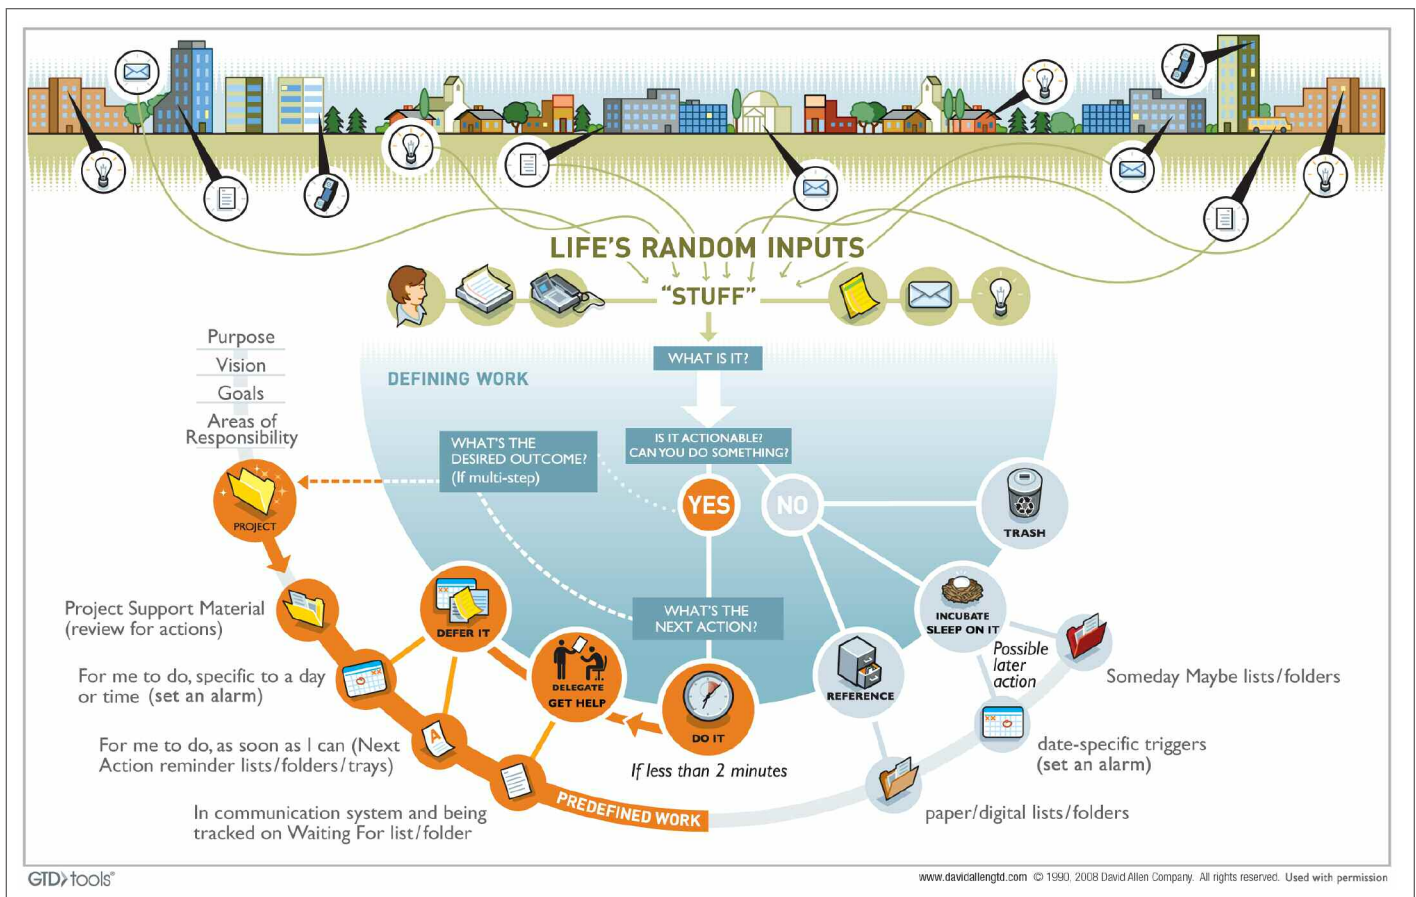 LIFE'S RANDOM INPUTS
"STUFF"
WHAT IS IT?
DEFINING WORK
Purpose
Vision
Goals
Areas of
Responsibility
WHAT'S THE
DESIRED OUTCOME?
(If multi-step)
IS IT ACTIONABLE?
CAN YOU DO SOMETHING?
YES
NO
PROJECT
TRASH
Project Support Material
(review for actions)
DEFER IT
WHAT'S THE
NEXT ACTION?
INCUBATE
SLEEP ON IT
Possible
later
action
For me to do, specific to a day
or time (set an alarm)
DELEGATE
GET HELP
REFERENCE
Someday Maybe lists/folders
DO IT
For me to do, as soon as I can (Next
Action reminder lists/folders/trays)
A
If less than 2 minutes
date-specific triggers
(set an alarm)
In communication system and being
tracked on Waiting For list/folder
PREDEFINED WORK
paper/digital lists/folders
GTD tools®
www.davidallengtd.com © 1990, 2008 David Allen Company. All rights reserved. Used with permission